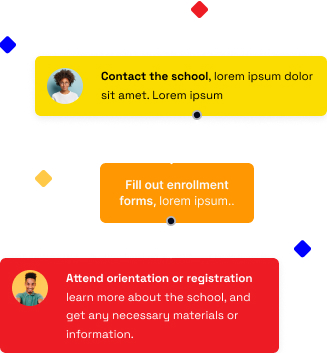 Contact the school, lorem ipsum dolor
sit amet. Lorem ipsum
Fill out enrollment
forms, lorem ipsum..
Attend orientation or registration
learn more about the school, and
get any necessary materials or
information.